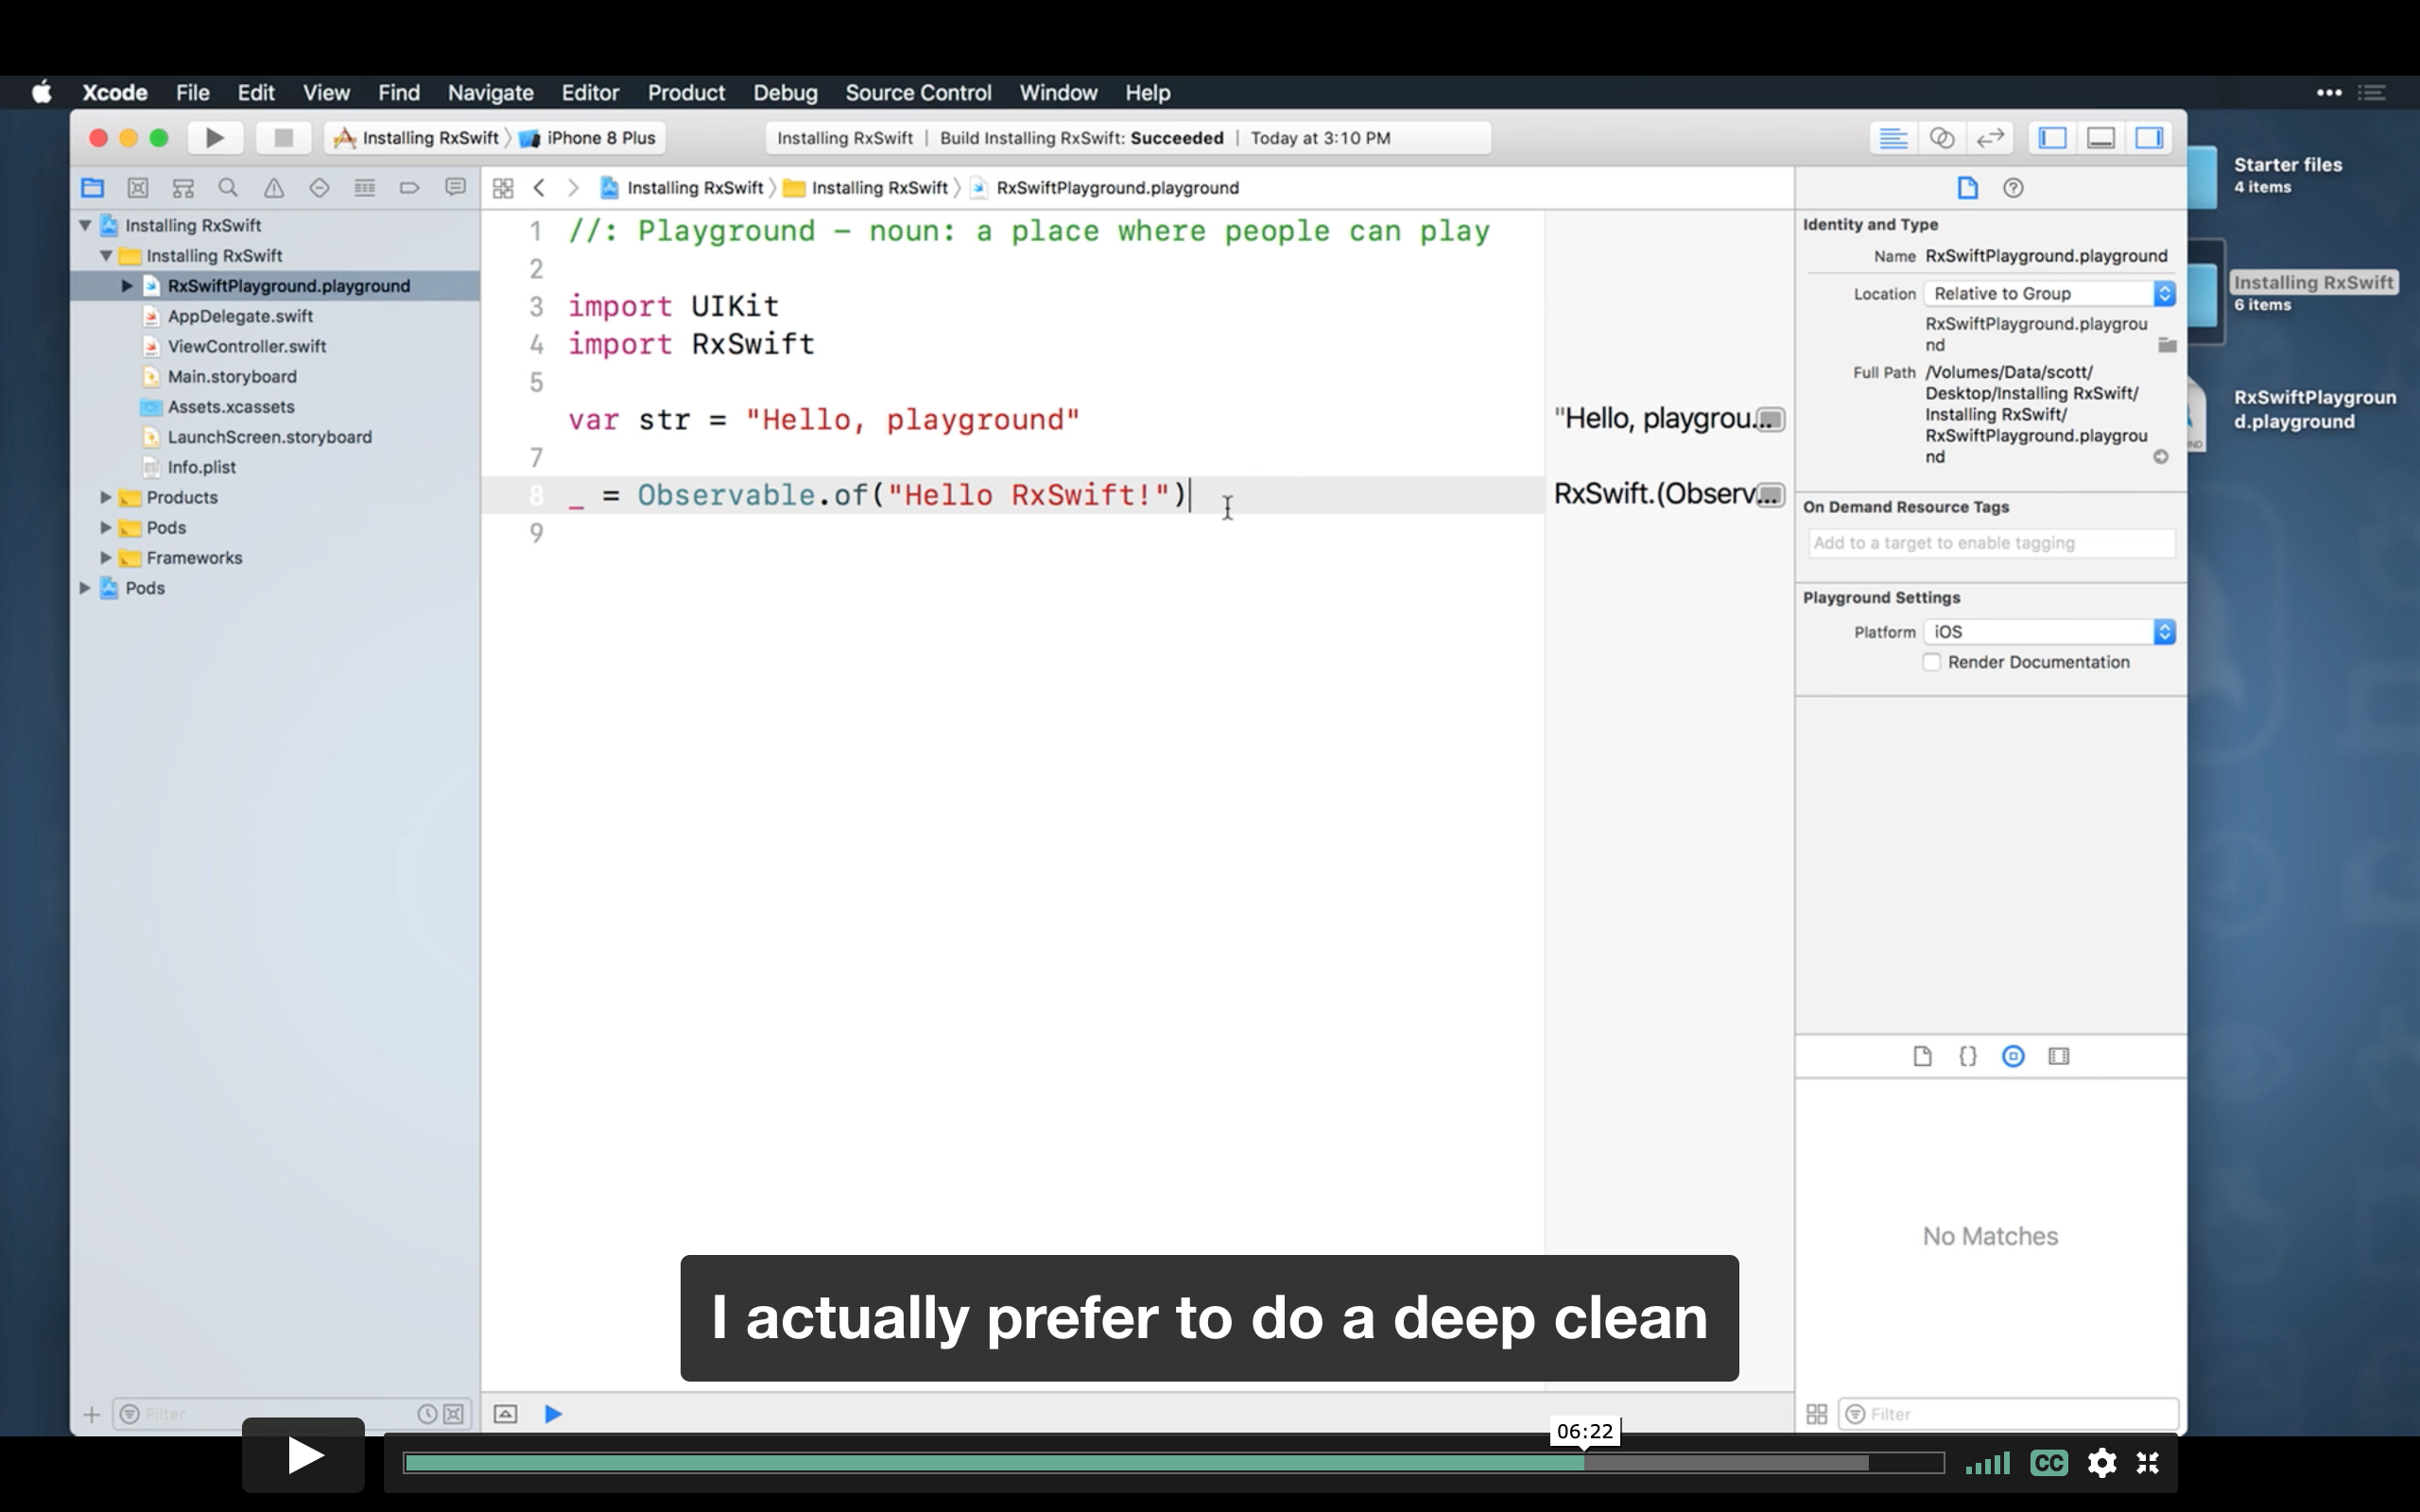 Xcode File Edit View Find Navigate Editor Product Debug Source Control Window Help
Installing RxSwift 〉 iPhone 8 Plus
Installing RxSwift | Build Installing RxSwift: Succeeded | Today at 3:10 PM
Installing RxSwift 〉 Installing RxSwift 〉 RxSwiftPlayground.playground
Installing RxSwift
Installing RxSwift
RxSwiftPlayground.playground
AppDelegate.swift
ViewController.swift
Main.storyboard
Assets.xcassets
LaunchScreen.storyboard
Info.plist
Products
Pods
Frameworks
Pods
Filter
1 //: Playground – noun: a place where people can play
2
3 import UIKit
4 import RxSwift
5
var str = "Hello, playground"
7
8 _ = Observable.of("Hello RxSwift!")
9
"Hello, playgrou...
RxSwift.(Observ...
Identity and Type
Name RxSwiftPlayground.playground
Location Relative to Group
RxSwiftPlayground.playgrou
nd
Full Path /Volumes/Data/scott/
Desktop/Installing RxSwift/
Installing RxSwift/
RxSwiftPlayground.playgrou
nd
On Demand Resource Tags
Add to a target to enable tagging
Playground Settings
Platform iOS
Render Documentation
{}
No Matches
Filter
Starter files
4 items
Installing RxSwift
6 items
RxSwiftPlaygroun
d.playground
I actually prefer to do a deep clean
06:22
CC